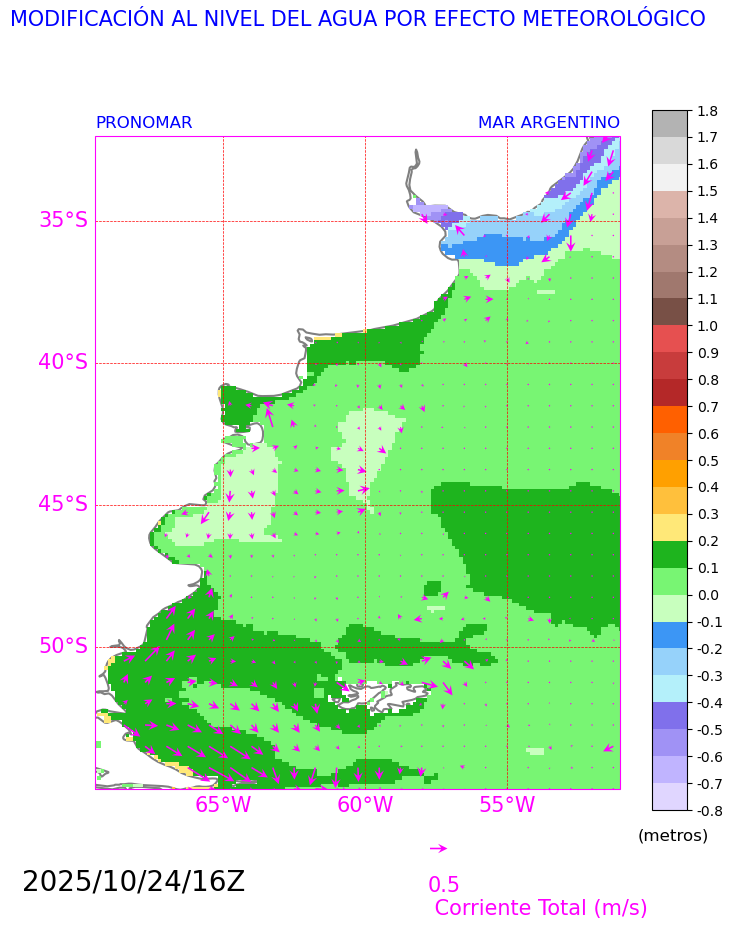 MODIFICACIÓN AL NIVEL DEL AGUA POR EFECTO METEOROLÓGICO
PRONOMAR
MAR ARGENTINO
35°S
40°S
45°S
50°S
65°W
60°W
55°W
1.8
1.7
1.6
1.5
1.4
1.3
1.2
1.1
1.0
0.9
0.8
0.7
0.6
0.5
0.4
0.3
0.2
0.1
0.0
-0.1
-0.2
-0.3
-0.4
-0.5
-0.6
-0.7
-0.8
(metros)
2025/10/24/16Z
0.5
Corriente Total (m/s)